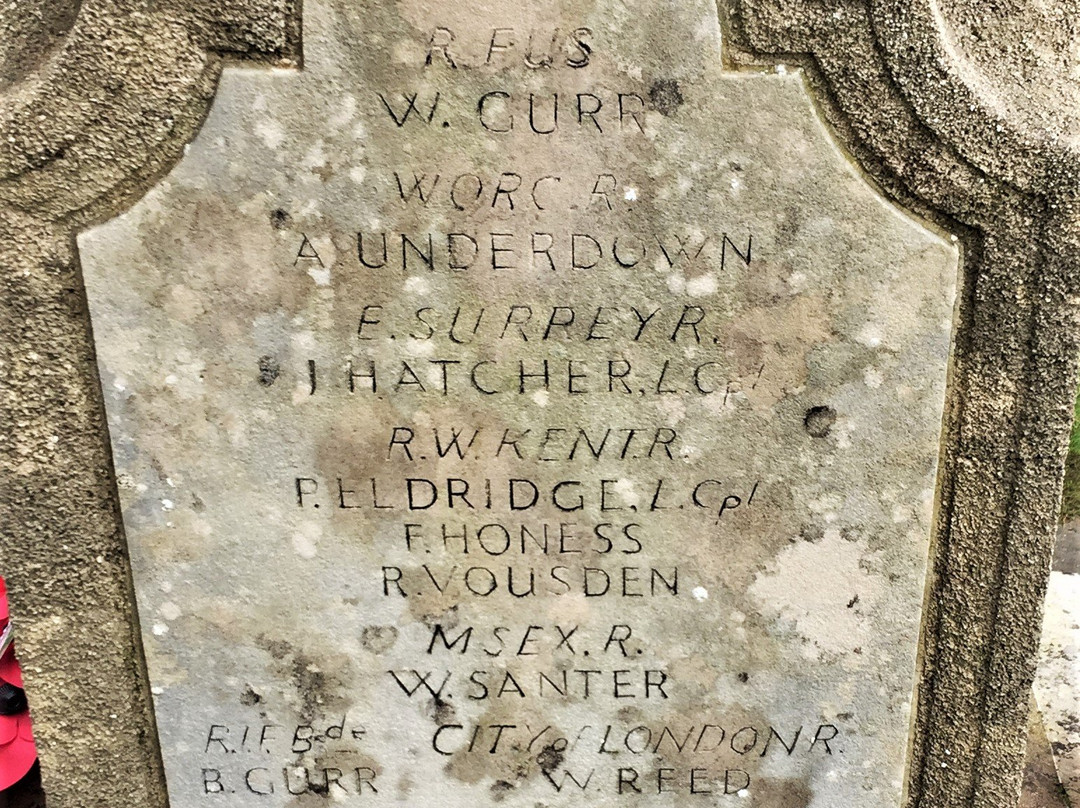 R. FUS
W. GURR
WORC. R.
A. UNDERDOWN
E. SURREY R.
J. HATCHER, L.Cpl
R.W. KENT. R.
P. ELDRIDGE, L.Cpl
F. HONESS
R. VOUSDEN
MSEX. R.
W. SANTER
R.I.F. Bde CITY of LONDON R.
B. GURR W. REED